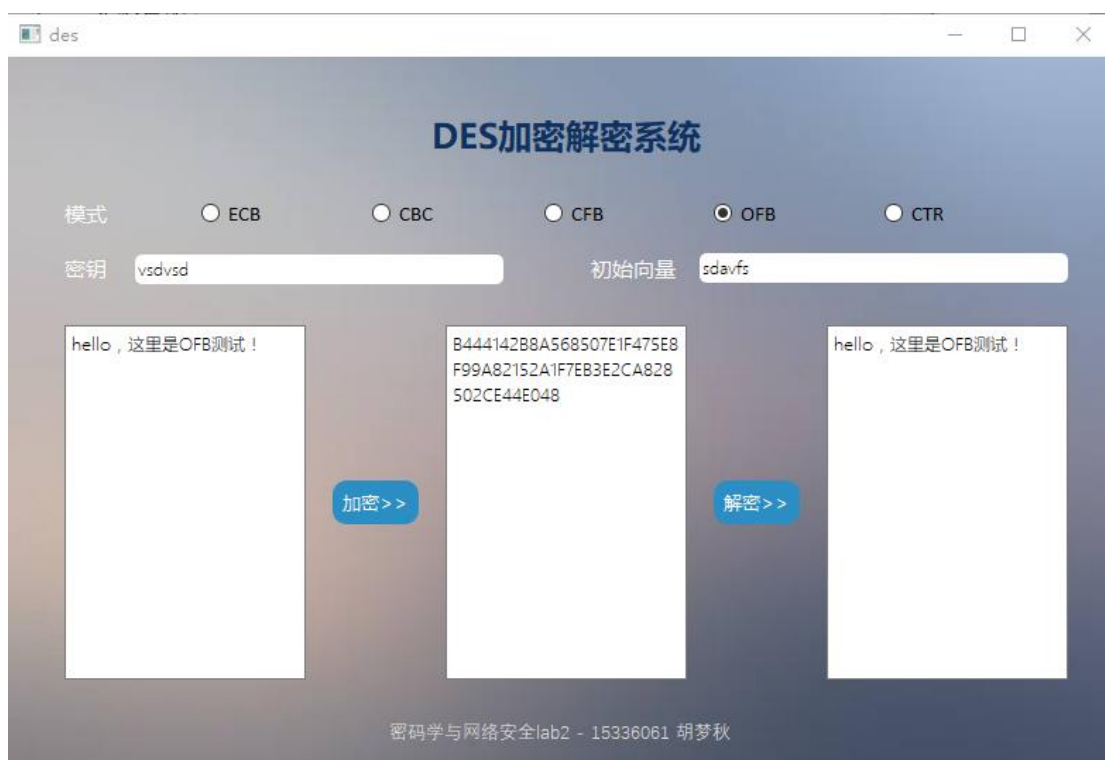 des
DES加密解密系统
模式 ECB CBC CFB OFB CTR
密钥 vsdvsd 初始向量 sdavfs
hello，这里是OFB测试！
B444142B8A568507E1F475E8
F99A82152A1F7EB3E2CA828
502CE44E048
hello，这里是OFB测试！
加密>>
解密>>
密码学与网络安全lab2 - 15336061 胡梦秋